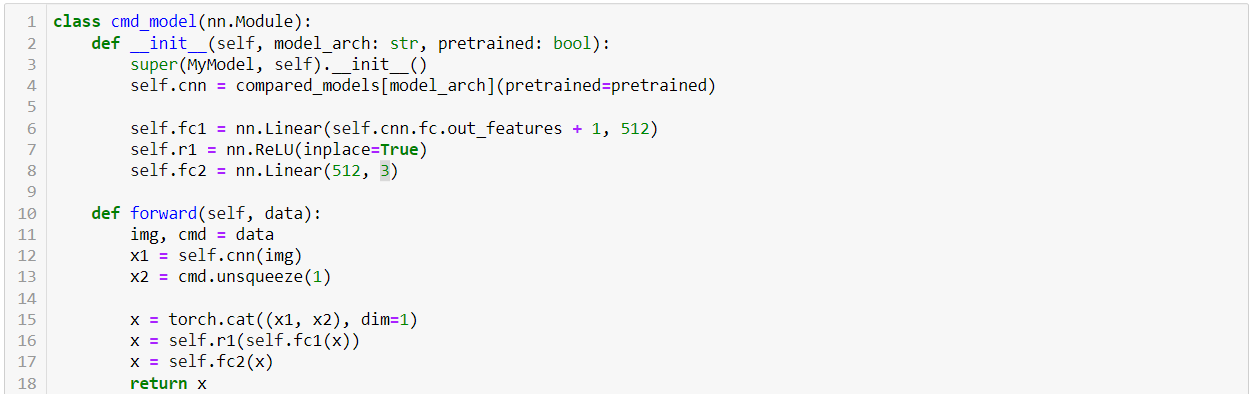 1 class cmd_model(nn.Module):
2     def __init__(self, model_arch: str, pretrained: bool):
3         super(MyModel, self).__init__()
4         self.cnn = compared_models[model_arch](pretrained=pretrained)
5
6         self.fc1 = nn.Linear(self.cnn.fc.out_features + 1, 512)
7         self.r1 = nn.ReLU(inplace=True)
8         self.fc2 = nn.Linear(512, 3)
9
10     def forward(self, data):
11         img, cmd = data
12         x1 = self.cnn(img)
13         x2 = cmd.unsqueeze(1)
14
15         x = torch.cat((x1, x2), dim=1)
16         x = self.r1(self.fc1(x))
17         x = self.fc2(x)
18         return x